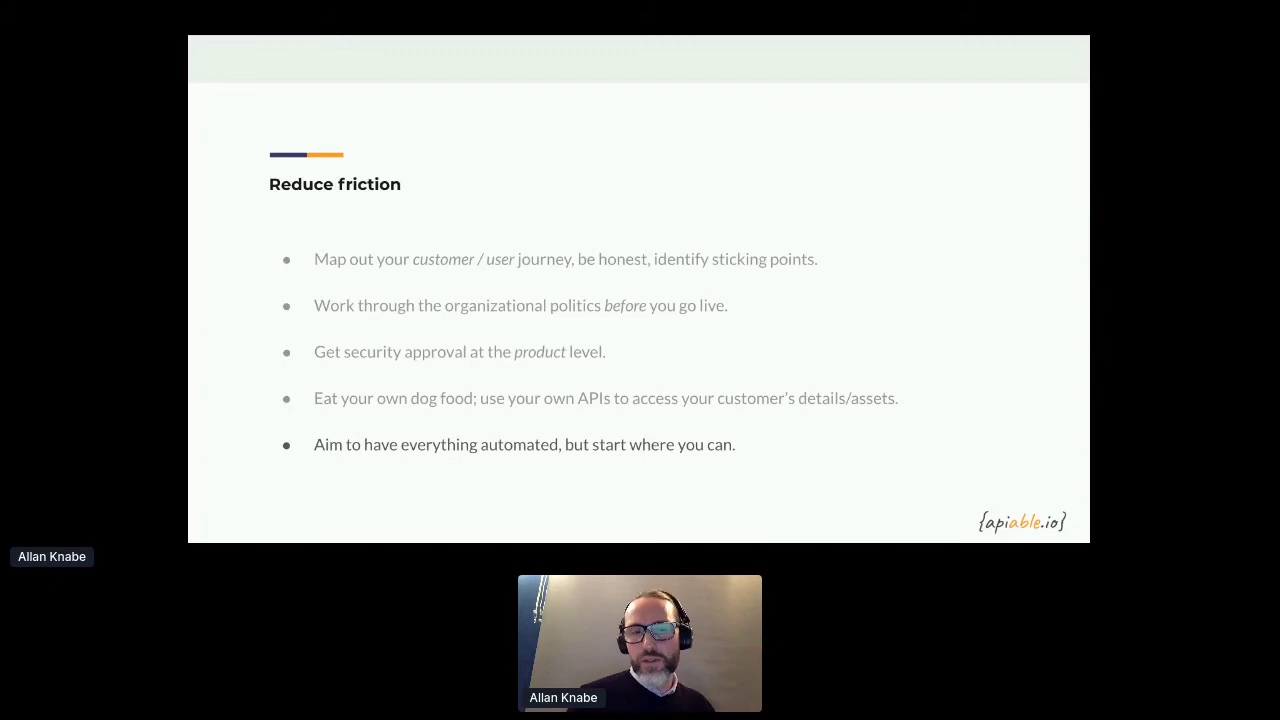 Reduce friction
● Map out your customer / user journey, be honest, identify sticking points.
● Work through the organizational politics before you go live.
● Get security approval at the product level.
● Eat your own dog food; use your own APIs to access your customer's details/assets.
● Aim to have everything automated, but start where you can.
{apiable.io}
Allan Knabe
Allan Knabe